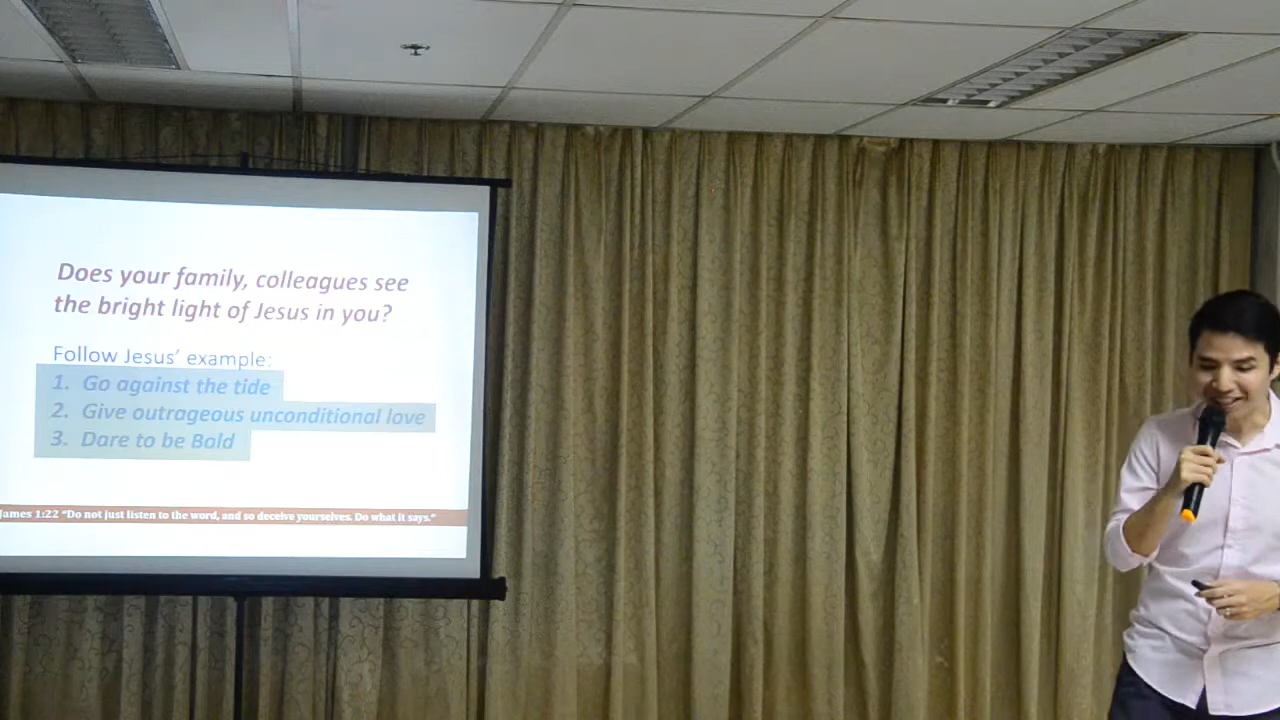 Does your family, colleagues see
the bright light of Jesus in you?
Follow Jesus' example:
1. Go against the tide
2. Give outrageous unconditional love
3. Dare to be Bold
James 1:22 "Do not just listen to the word, and so deceive yourselves. Do what it says."